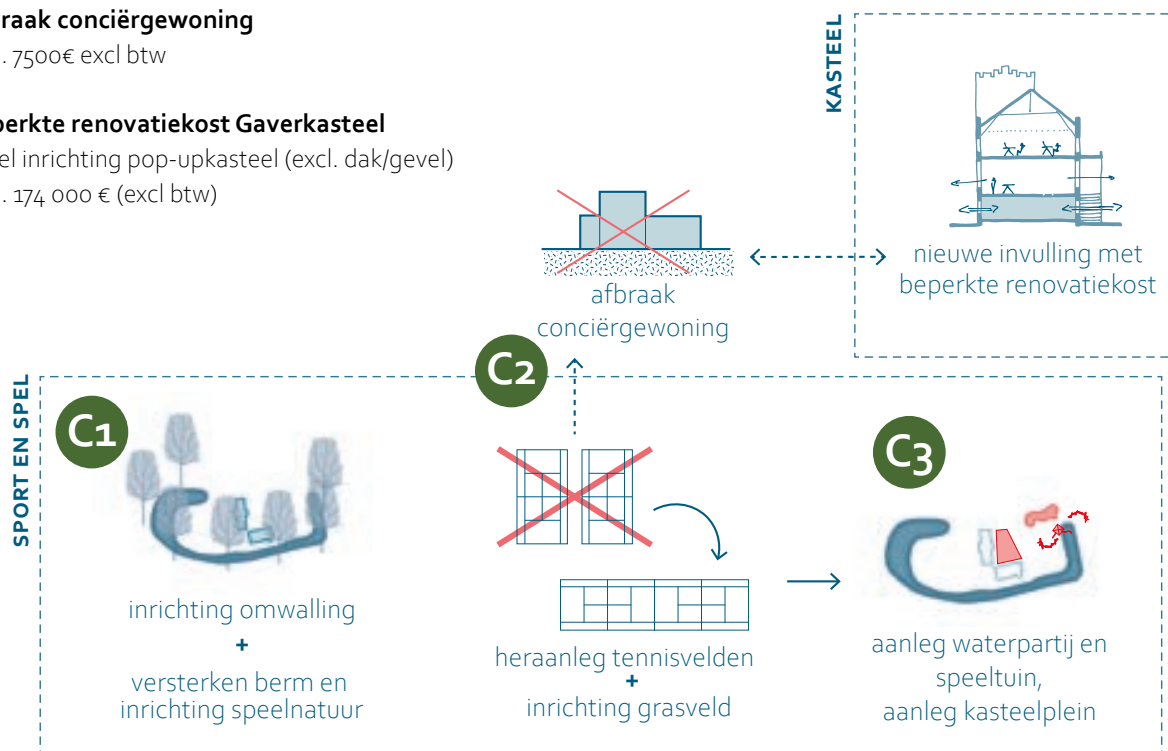 raak conciërgewoning
. 7500€ excl btw
perkte renovatiekost Gaverkasteel
el inrichting pop-upkasteel (excl. dak/gevel)
. 174 000 € (excl btw)
KASTEEL
nieuwe invulling met
beperkte renovatiekost
afbraak
conciërgewoning
SPORT EN SPEL
C1
inrichting omwalling
+
versterken berm en
inrichting speelnatuur
C2
heraanleg tennisvelden
+
inrichting grasveld
C3
aanleg waterpartij en
speeltuin,
aanleg kasteelplein